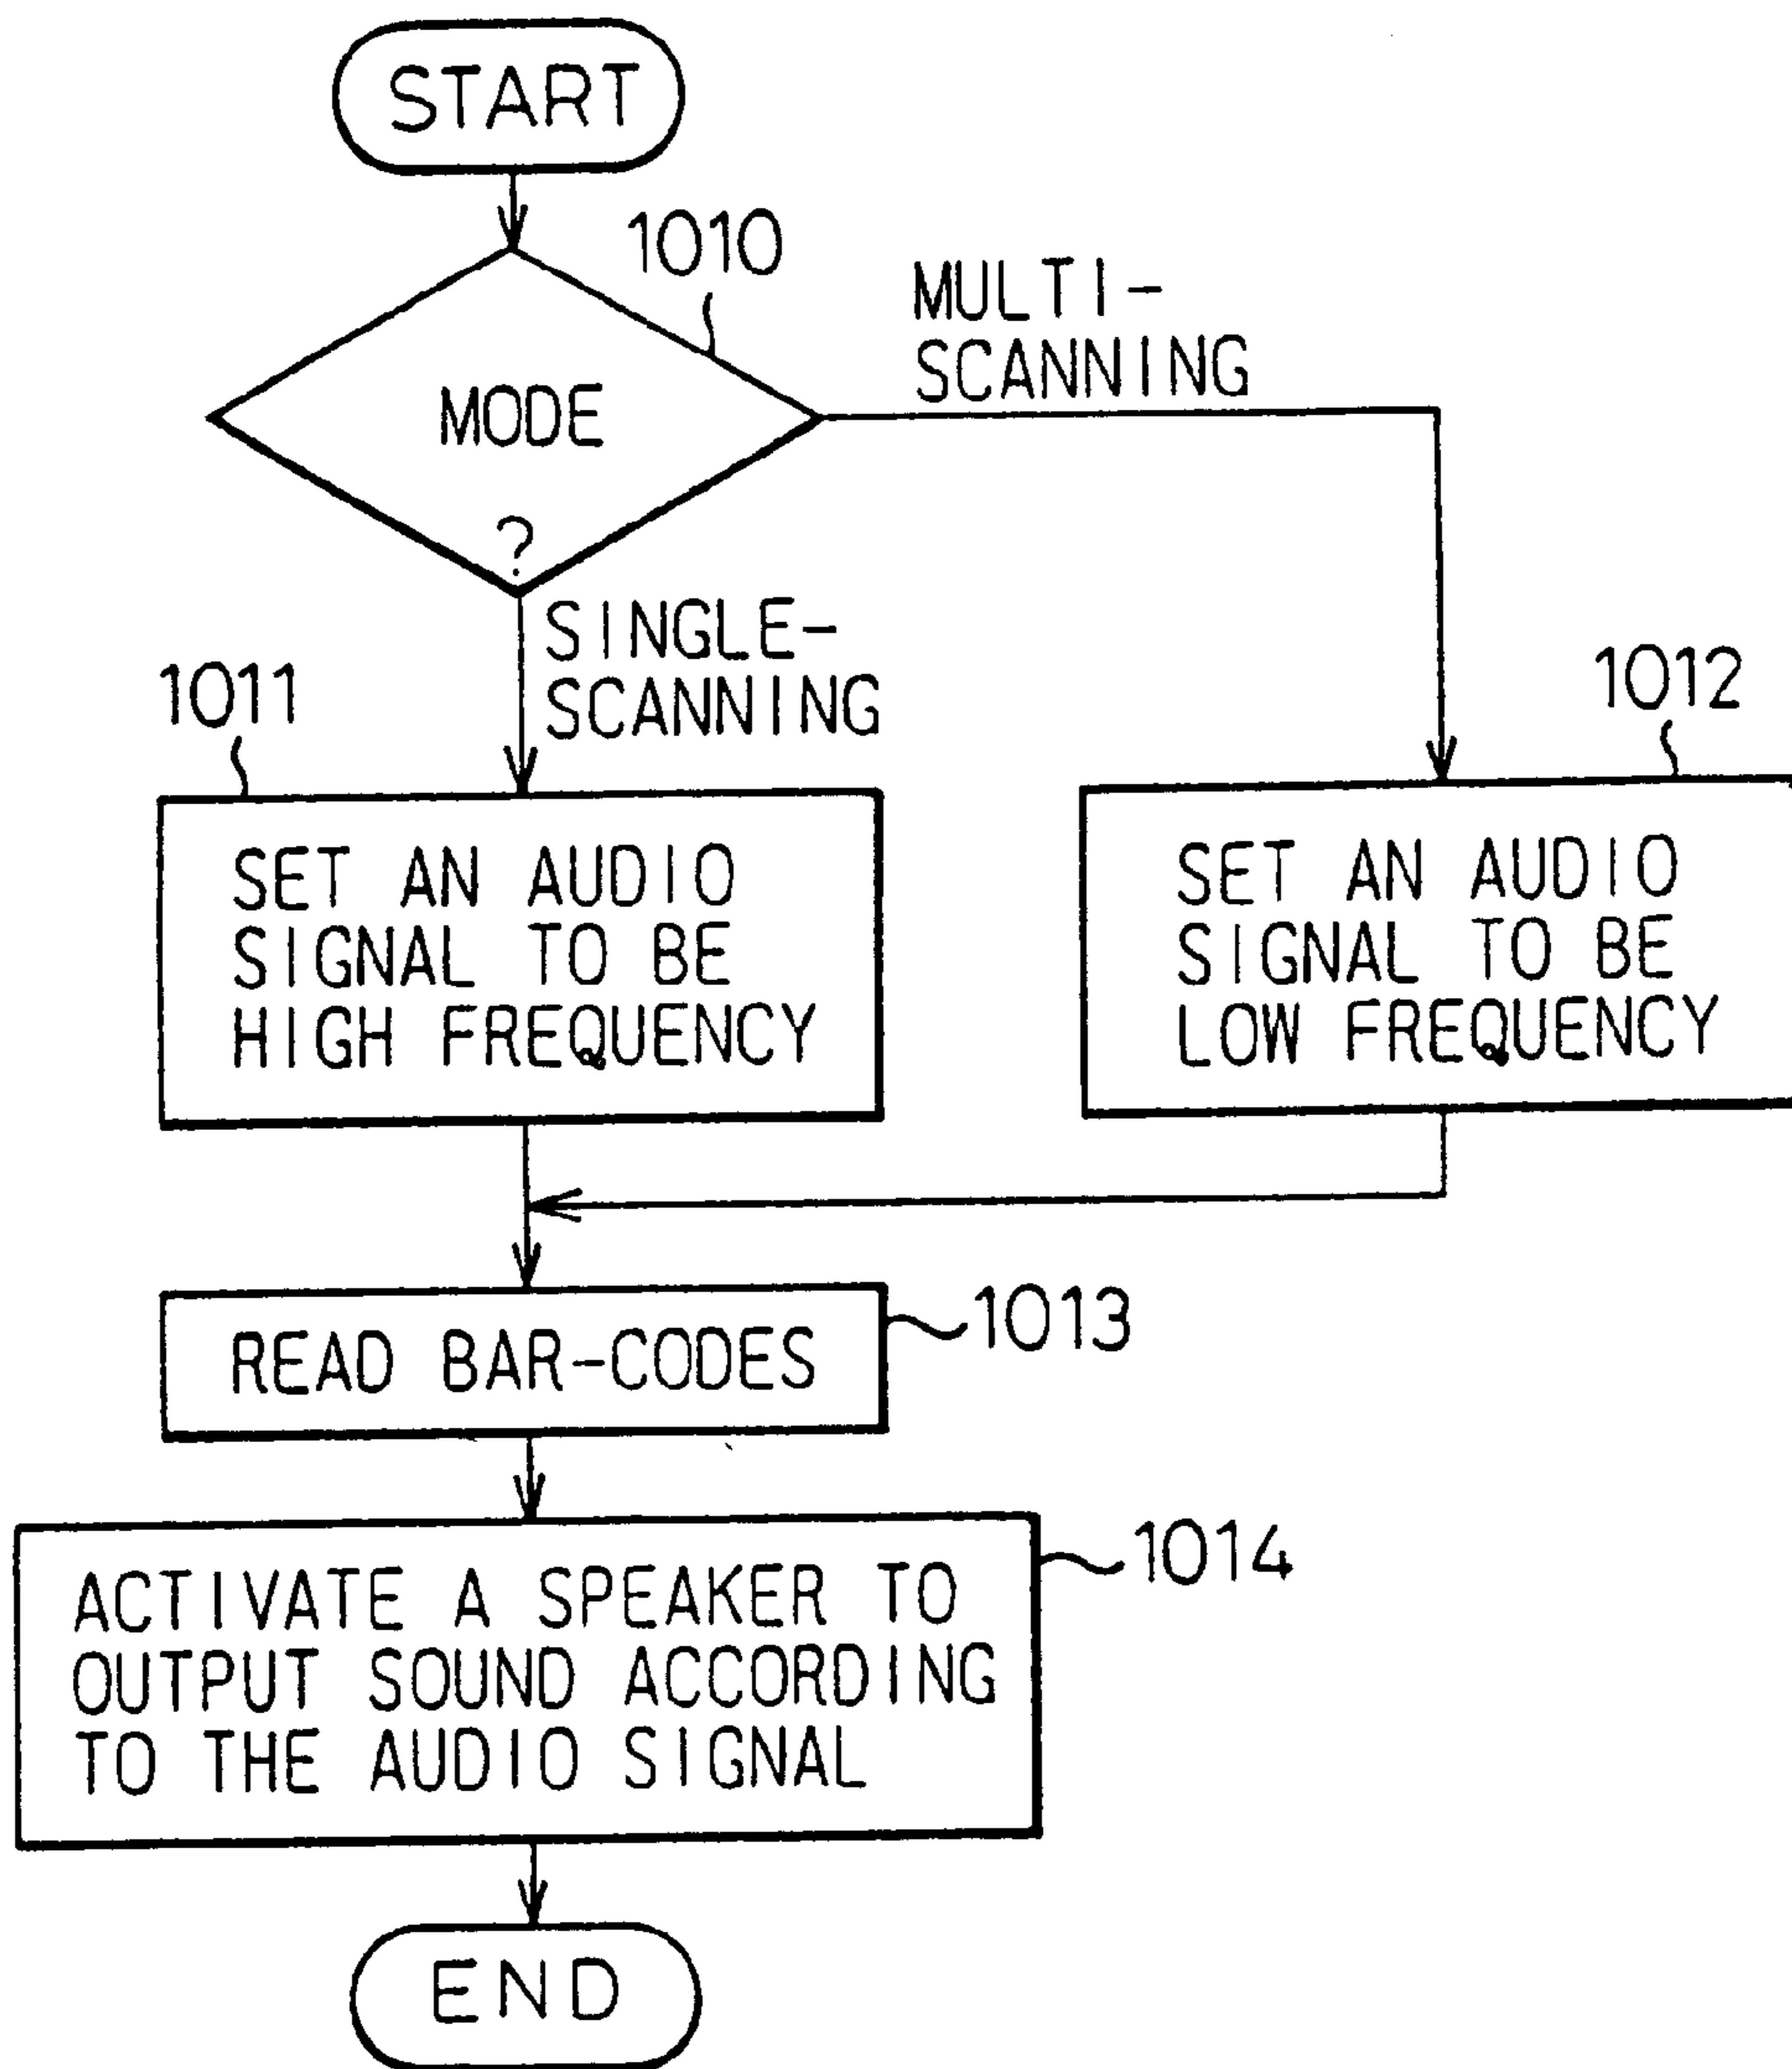 START
1010
MULTI-
SCANNING
MODE
?
SINGLE-
SCANNING
1011
1012
SET AN AUDIO
SIGNAL TO BE
HIGH FREQUENCY
SET AN AUDIO
SIGNAL TO BE
LOW FREQUENCY
READ BAR-CODES
1013
ACTIVATE A SPEAKER TO
OUTPUT SOUND ACCORDING
TO THE AUDIO SIGNAL
1014
END